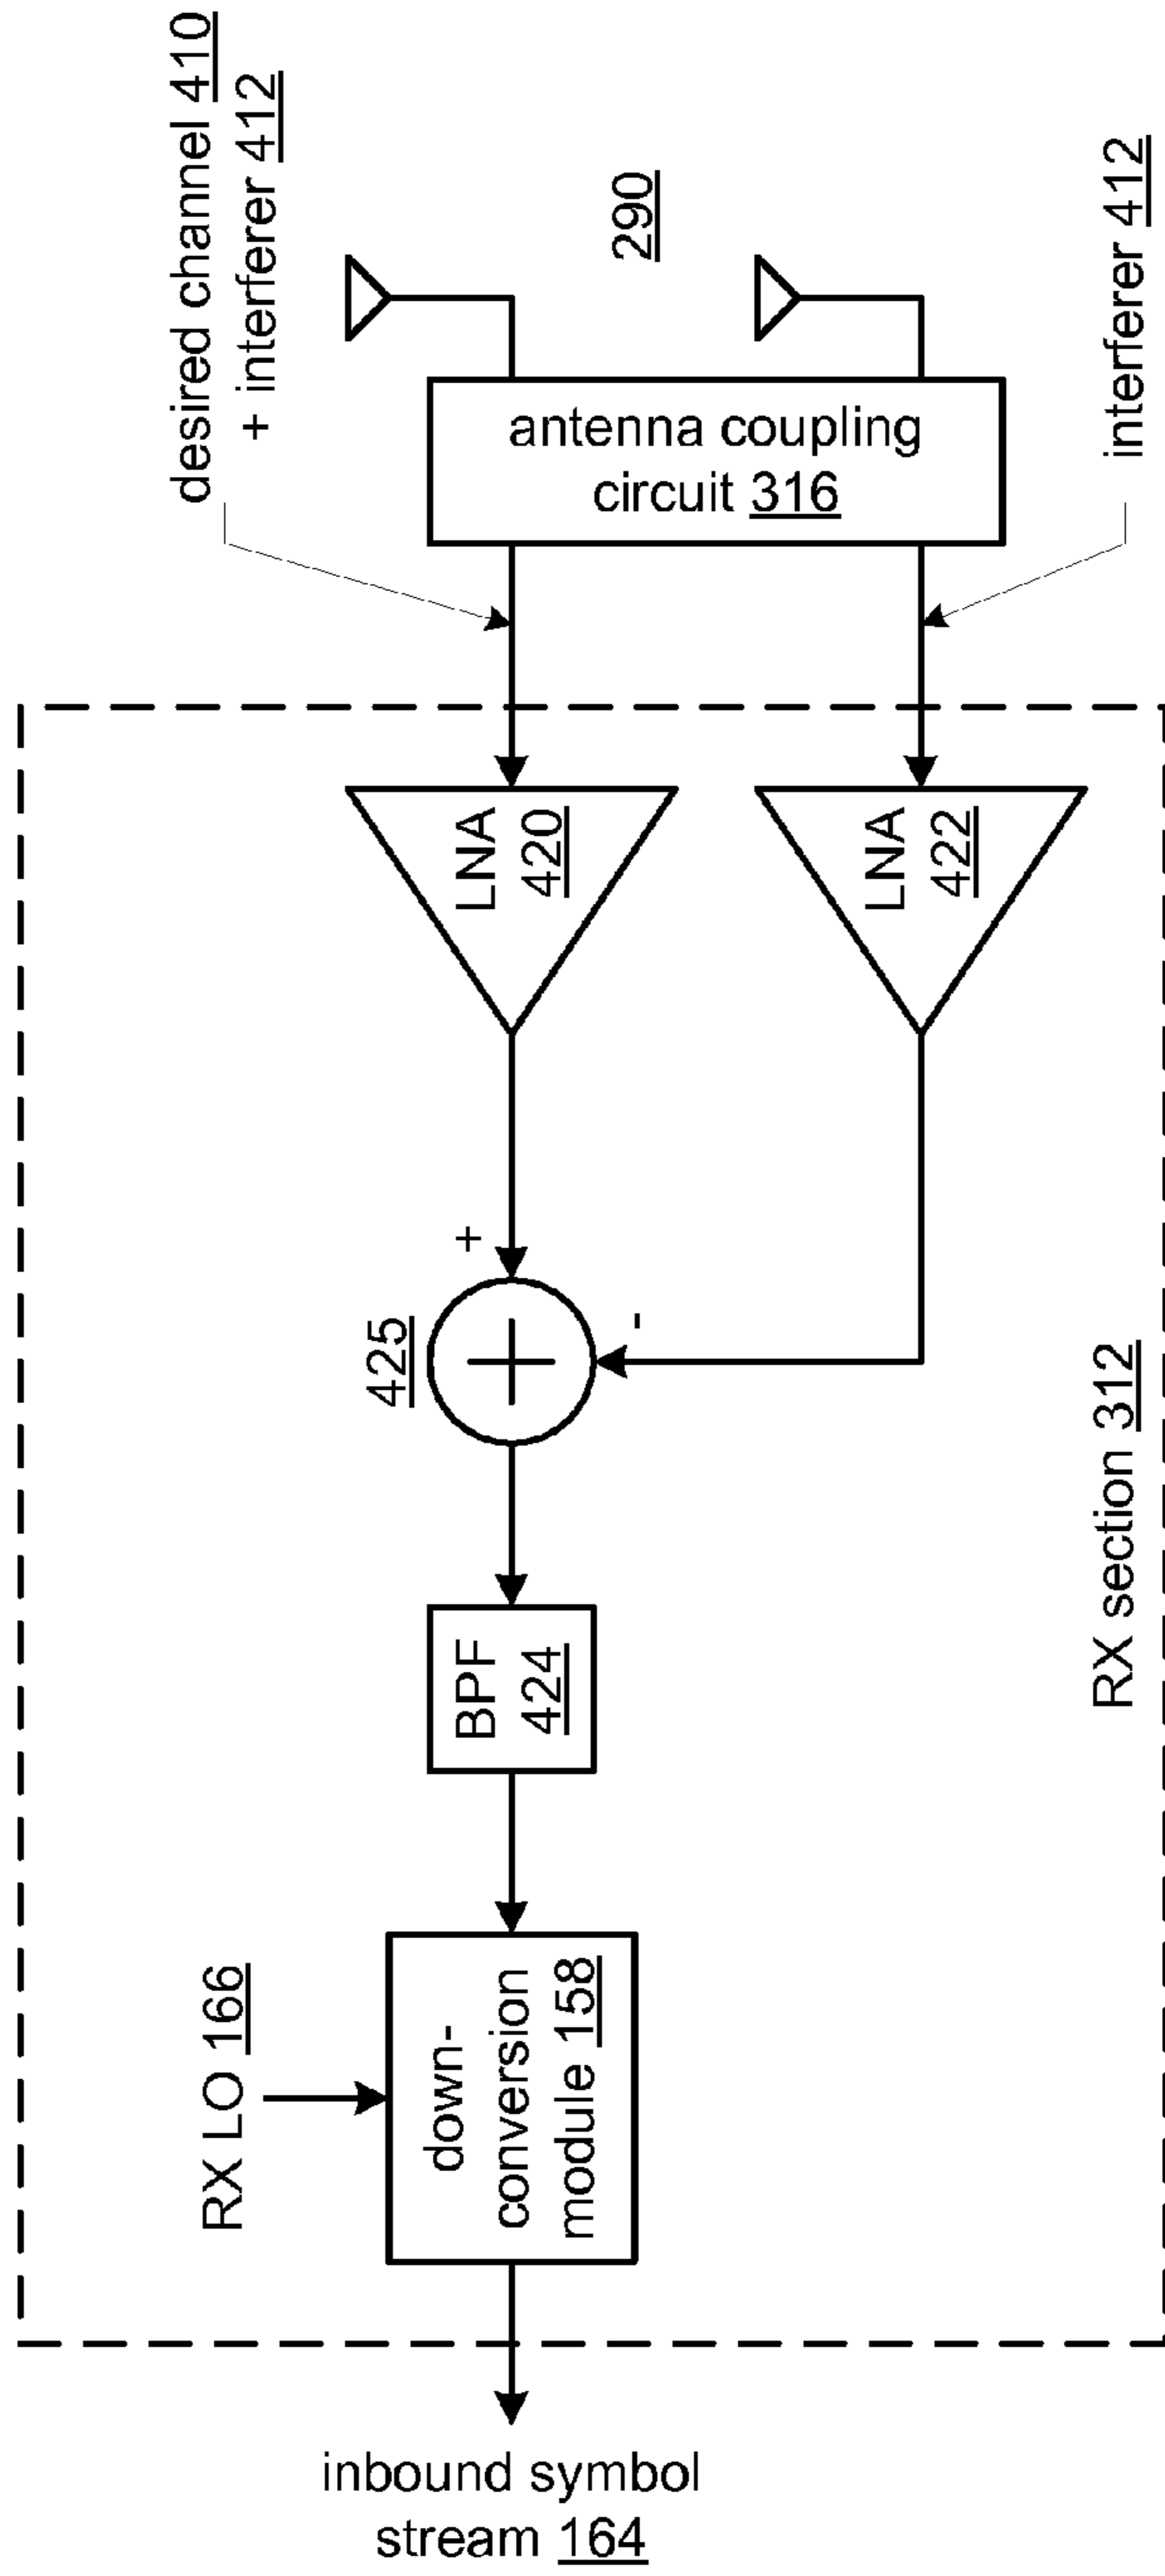 desired channel 410
+ interferer 412
290
antenna coupling
circuit 316
interferer 412
LNA
420
LNA
422
+
-
425
BPF
424
RX section 312
RX LO 166
down-
conversion
module 158
inbound symbol
stream 164